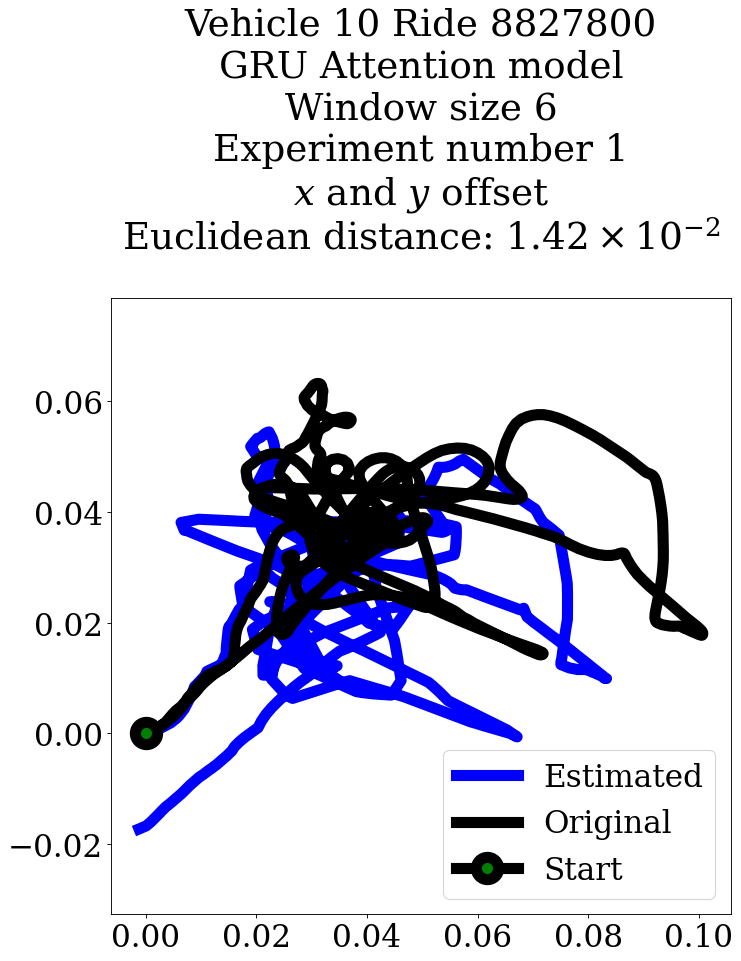 Vehicle 10 Ride 8827800
GRU Attention model
Window size 6
Experiment number 1
x and y offset
Euclidean distance: 1.42 × 10⁻²
0.06
0.04
0.02
0.00
−0.02
Estimated
Original
Start
0.00 0.02 0.04 0.06 0.08 0.10